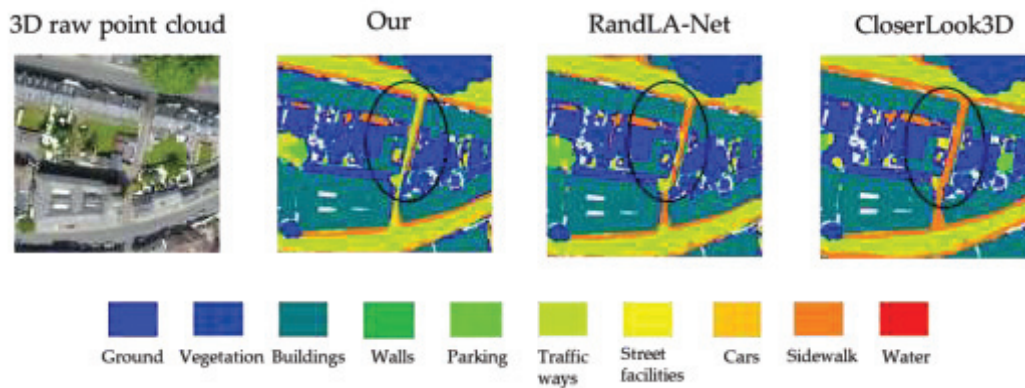 3D raw point cloud
Our
RandLA-Net
CloserLook3D
Ground
Vegetation
Buildings
Walls
Parking
Traffic
ways
Street
facilities
Cars
Sidewalk
Water